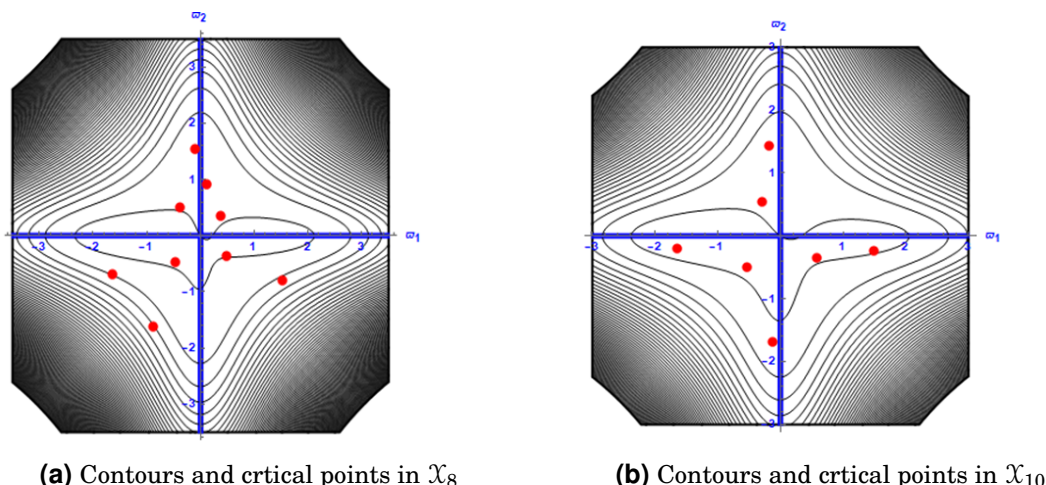 ϖ2 ϖ2
3 3
2 2
1 1
-3 -2 -1 1 2 3 ϖ1 -3 -2 -1 1 2 3 ϖ1
-1 -1
-2 -2
-3 -3
(a) Contours and crtical points in 𝒳8 (b) Contours and crtical points in 𝒳10